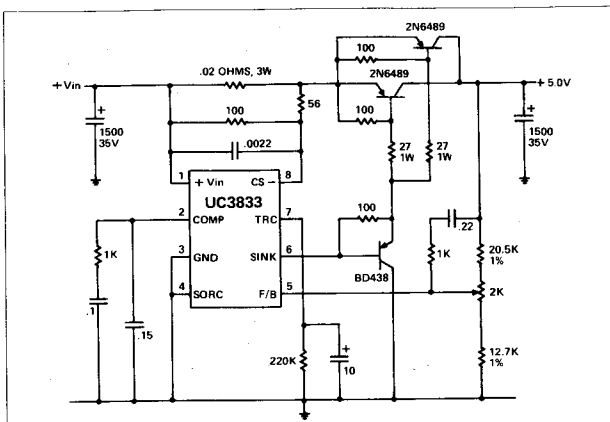 2N6489
100
.02 OHMS, 3W
2N6489
+ Vin
+ 5.0V
56
100
100
1500
35V
1500
35V
.0022
27
1W
27
1W
1
8
+ Vin
CS –
UC3833
2
COMP
TRC
7
100
.22
1K
3
GND
SINK
6
1K
20.5K
1%
BD438
4
SORC
F/B
5
2K
.1
.15
220K
10
12.7K
1%